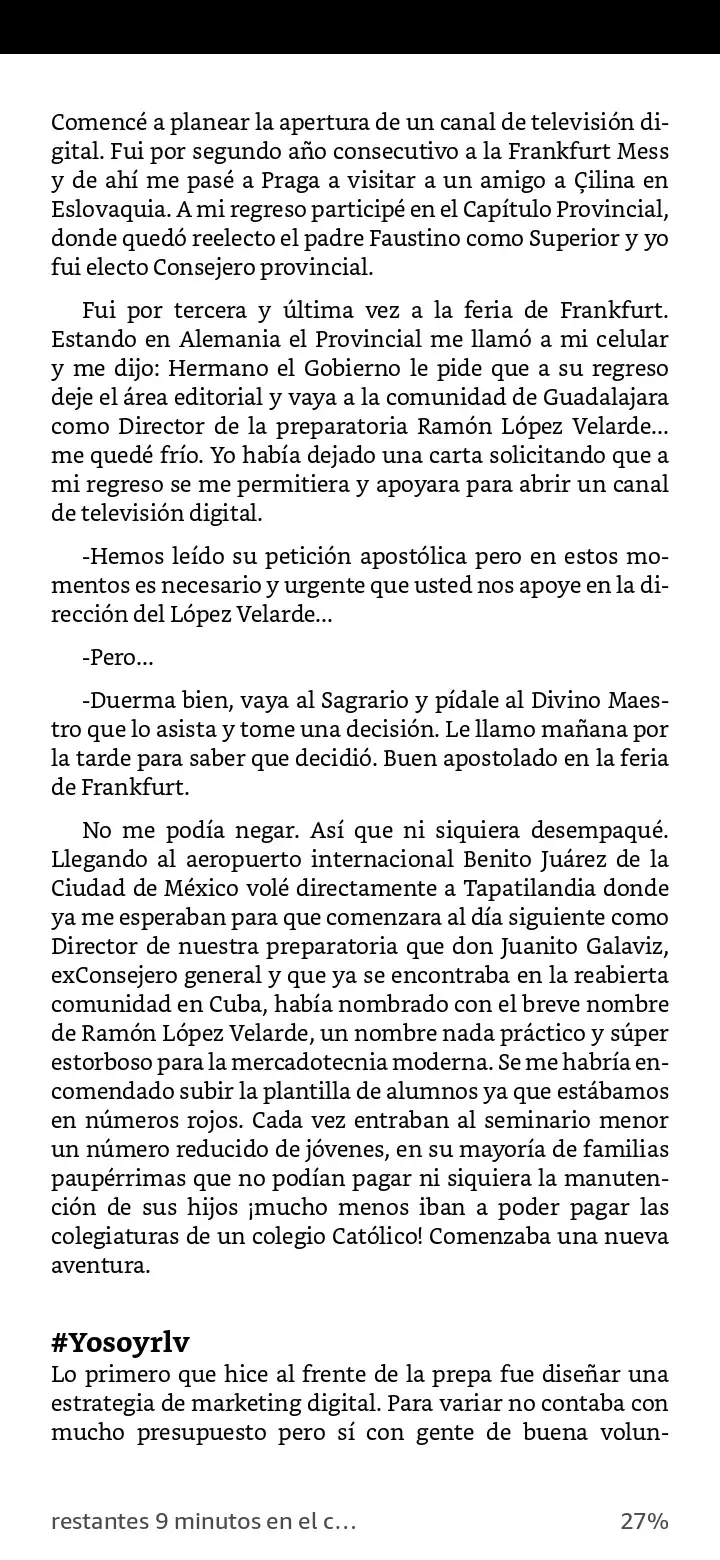 Comencé a planear la apertura de un canal de televisión di-
gital. Fui por segundo año consecutivo a la Frankfurt Mess
y de ahí me pasé a Praga a visitar a un amigo a Çilina en
Eslovaquia. A mi regreso participé en el Capítulo Provincial,
donde quedó reelecto el padre Faustino como Superior y yo
fui electo Consejero provincial.
Fui por tercera y última vez a la feria de Frankfurt.
Estando en Alemania el Provincial me llamó a mi celular
y me dijo: Hermano el Gobierno le pide que a su regreso
deje el área editorial y vaya a la comunidad de Guadalajara
como Director de la preparatoria Ramón López Velarde...
me quedé frío. Yo había dejado una carta solicitando que a
mi regreso se me permitiera y apoyara para abrir un canal
de televisión digital.
-Hemos leído su petición apostólica pero en estos mo-
mentos es necesario y urgente que usted nos apoye en la di-
rección del López Velarde...
-Pero...
-Duerma bien, vaya al Sagrario y pídale al Divino Maes-
tro que lo asista y tome una decisión. Le llamo mañana por
la tarde para saber que decidió. Buen apostolado en la feria
de Frankfurt.
No me podía negar. Así que ni siquiera desempaqué.
Llegando al aeropuerto internacional Benito Juárez de la
Ciudad de México volé directamente a Tapatilandia donde
ya me esperaban para que comenzara al día siguiente como
Director de nuestra preparatoria que don Juanito Galaviz,
exConsejero general y que ya se encontraba en la reabierta
comunidad en Cuba, había nombrado con el breve nombre
de Ramón López Velarde, un nombre nada práctico y súper
estorboso para la mercadotecnia moderna. Se me habría en-
comendado subir la plantilla de alumnos ya que estábamos
en números rojos. Cada vez entraban al seminario menor
un número reducido de jóvenes, en su mayoría de familias
paupérrimas que no podían pagar ni siquiera la manuten-
ción de sus hijos ¡mucho menos iban a poder pagar las
colegiaturas de un colegio Católico! Comenzaba una nueva
aventura.
#Yosoyrlv
Lo primero que hice al frente de la prepa fue diseñar una
estrategia de marketing digital. Para variar no contaba con
mucho presupuesto pero sí con gente de buena volun-
restantes 9 minutos en el c...
27%